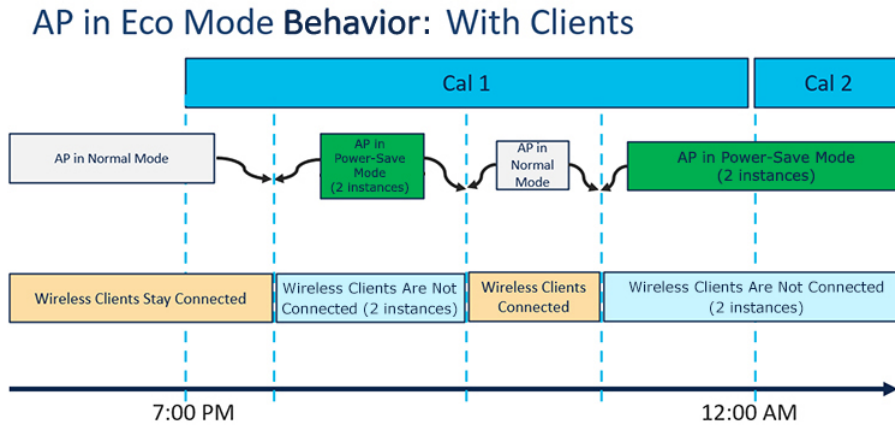 AP in Eco Mode Behavior: With Clients
Cal 1
Cal 2
AP in Normal Mode
AP in
Power-Save
Mode
(2 instances)
AP in
Normal
Mode
AP in Power-Save Mode
(2 instances)
Wireless Clients Stay Connected
Wireless Clients Are Not
Connected (2 instances)
Wireless Clients
Connected
Wireless Clients Are Not Connected
(2 instances)
7:00 PM
12:00 AM